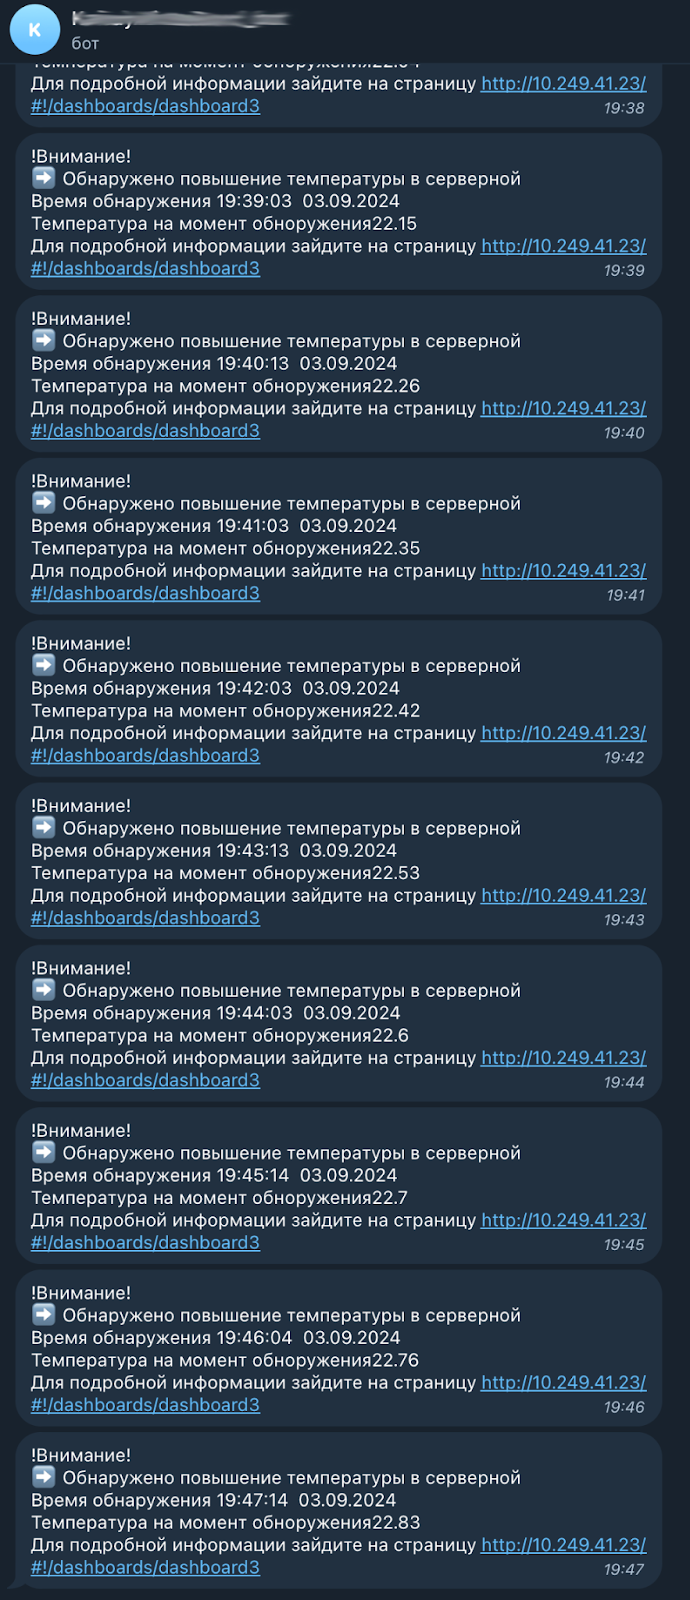 K
бот
Температура на момент обноружения22.04
Для подробной информации зайдите на страницу http://10.249.41.23/
#!/dashboards/dashboard3
19:38
!Внимание!
➡️ Обнаружено повышение температуры в серверной
Время обнаружения 19:39:03  03.09.2024
Температура на момент обноружения22.15
Для подробной информации зайдите на страницу http://10.249.41.23/
#!/dashboards/dashboard3
19:39
!Внимание!
➡️ Обнаружено повышение температуры в серверной
Время обнаружения 19:40:13  03.09.2024
Температура на момент обноружения22.26
Для подробной информации зайдите на страницу http://10.249.41.23/
#!/dashboards/dashboard3
19:40
!Внимание!
➡️ Обнаружено повышение температуры в серверной
Время обнаружения 19:41:03  03.09.2024
Температура на момент обноружения22.35
Для подробной информации зайдите на страницу http://10.249.41.23/
#!/dashboards/dashboard3
19:41
!Внимание!
➡️ Обнаружено повышение температуры в серверной
Время обнаружения 19:42:03  03.09.2024
Температура на момент обноружения22.42
Для подробной информации зайдите на страницу http://10.249.41.23/
#!/dashboards/dashboard3
19:42
!Внимание!
➡️ Обнаружено повышение температуры в серверной
Время обнаружения 19:43:13  03.09.2024
Температура на момент обноружения22.53
Для подробной информации зайдите на страницу http://10.249.41.23/
#!/dashboards/dashboard3
19:43
!Внимание!
➡️ Обнаружено повышение температуры в серверной
Время обнаружения 19:44:03  03.09.2024
Температура на момент обноружения22.6
Для подробной информации зайдите на страницу http://10.249.41.23/
#!/dashboards/dashboard3
19:44
!Внимание!
➡️ Обнаружено повышение температуры в серверной
Время обнаружения 19:45:14  03.09.2024
Температура на момент обноружения22.7
Для подробной информации зайдите на страницу http://10.249.41.23/
#!/dashboards/dashboard3
19:45
!Внимание!
➡️ Обнаружено повышение температуры в серверной
Время обнаружения 19:46:04  03.09.2024
Температура на момент обноружения22.76
Для подробной информации зайдите на страницу http://10.249.41.23/
#!/dashboards/dashboard3
19:46
!Внимание!
➡️ Обнаружено повышение температуры в серверной
Время обнаружения 19:47:14  03.09.2024
Температура на момент обноружения22.83
Для подробной информации зайдите на страницу http://10.249.41.23/
#!/dashboards/dashboard3
19:47